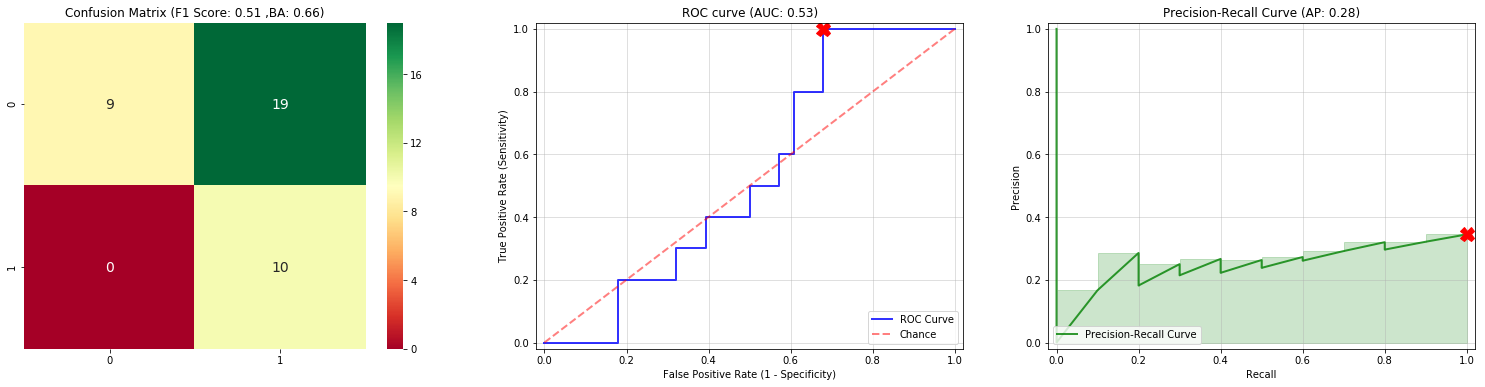 Confusion Matrix (F1 Score: 0.51 ,BA: 0.66)
9
19
0
10
0
1
0
1
16
12
8
4
0
ROC curve (AUC: 0.53)
True Positive Rate (Sensitivity)
1.0
0.8
0.6
0.4
0.2
0.0
ROC Curve
Chance
0.0 0.2 0.4 0.6 0.8 1.0
False Positive Rate (1 - Specificity)
Precision-Recall Curve (AP: 0.28)
Precision
1.0
0.8
0.6
0.4
0.2
0.0
Precision-Recall Curve
0.0 0.2 0.4 0.6 0.8 1.0
Recall